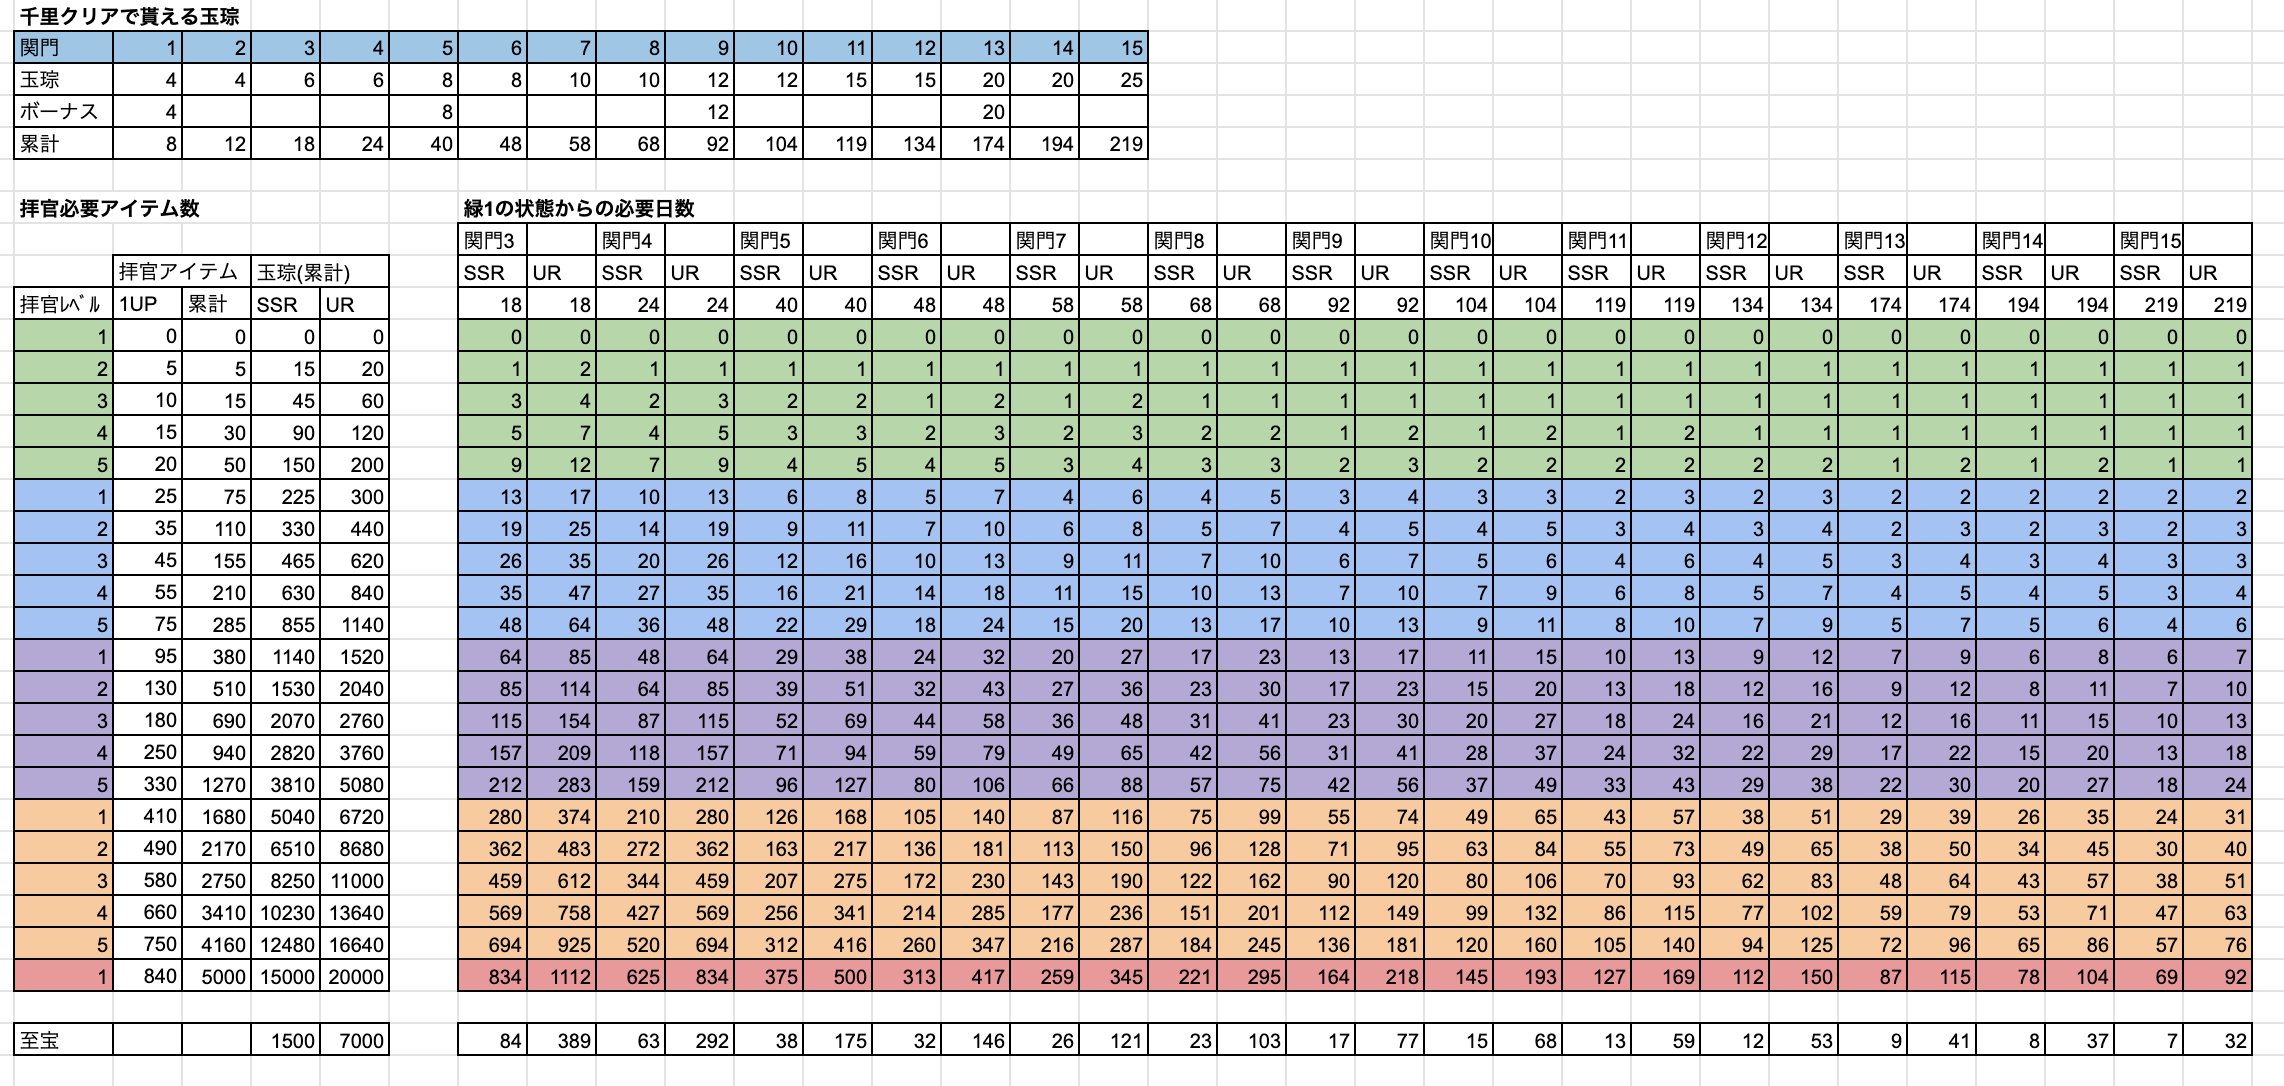 千里クリアで貰える玉琮
関門 1 2 3 4 5 6 7 8 9 10 11 12 13 14 15
玉琮 4 4 6 6 8 8 10 10 12 12 15 15 20 20 25
ボーナス 4 8 12 20
累計 8 12 18 24 40 48 58 68 92 104 119 134 174 194 219
拝官必要アイテム数 緑1の状態からの必要日数
関門3 関門4 関門5 関門6 関門7 関門8 関門9 関門10 関門11 関門12 関門13 関門14 関門15
拝官アイテム 玉琮(累計) SSR UR SSR UR SSR UR SSR UR SSR UR SSR UR SSR UR SSR UR SSR UR SSR UR SSR UR SSR UR SSR UR
拝官ﾚﾍﾞﾙ 1UP 累計 SSR UR 18 18 24 24 40 40 48 48 58 58 68 68 92 92 104 104 119 119 134 134 174 174 194 194 219 219
1 0 0 0 0 0 0 0 0 0 0 0 0 0 0 0 0 0 0 0 0 0 0 0 0 0 0 0 0 0 0 0
2 5 5 15 20 1 2 1 1 1 1 1 1 1 1 1 1 1 1 1 1 1 1 1 1 1 1 1 1 1 1
3 10 15 45 60 3 4 2 3 2 2 1 2 1 2 1 1 1 1 1 1 1 1 1 1 1 1 1 1 1 1
4 15 30 90 120 5 7 4 5 3 3 2 3 2 3 2 2 1 2 1 2 1 2 1 1 1 1 1 1 1 1
5 20 50 150 200 9 12 7 9 4 5 4 5 3 4 3 3 2 3 2 2 2 2 2 2 1 2 1 2 1 1
1 25 75 225 300 13 17 10 13 6 8 5 7 4 6 4 5 3 4 3 3 2 3 2 3 2 2 2 2 2 2
2 35 110 330 440 19 25 14 19 9 11 7 10 6 8 5 7 4 5 4 5 3 4 3 4 2 3 2 3 2 3
3 45 155 465 620 26 35 20 26 12 16 10 13 9 11 7 10 6 7 5 6 4 6 4 5 3 4 3 4 3 3
4 55 210 630 840 35 47 27 35 16 21 14 18 11 15 10 13 7 10 7 9 6 8 5 7 4 5 4 5 3 4
5 75 285 855 1140 48 64 36 48 22 29 18 24 15 20 13 17 10 13 9 11 8 10 7 9 5 7 5 6 4 6
1 95 380 1140 1520 64 85 48 64 29 38 24 32 20 27 17 23 13 17 11 15 10 13 9 12 7 9 6 8 6 7
2 130 510 1530 2040 85 114 64 85 39 51 32 43 27 36 23 30 17 23 15 20 13 18 12 16 9 12 8 11 7 10
3 180 690 2070 2760 115 154 87 115 52 69 44 58 36 48 31 41 23 30 20 27 18 24 16 21 12 16 11 15 10 13
4 250 940 2820 3760 157 209 118 157 71 94 59 79 49 65 42 56 31 41 28 37 24 32 22 29 17 22 15 20 13 18
5 330 1270 3810 5080 212 283 159 212 96 127 80 106 66 88 57 75 42 56 37 49 33 43 29 38 22 30 20 27 18 24
1 410 1680 5040 6720 280 374 210 280 126 168 105 140 87 116 75 99 55 74 49 65 43 57 38 51 29 39 26 35 24 31
2 490 2170 6510 8680 362 483 272 362 163 217 136 181 113 150 96 128 71 95 63 84 55 73 49 65 38 50 34 45 30 40
3 580 2750 8250 11000 459 612 344 459 207 275 172 230 143 190 122 162 90 120 80 106 70 93 62 83 48 64 43 57 38 51
4 660 3410 10230 13640 569 758 427 569 256 341 214 285 177 236 151 201 112 149 99 132 86 115 77 102 59 79 53 71 47 63
5 750 4160 12480 16640 694 925 520 694 312 416 260 347 216 287 184 245 136 181 120 160 105 140 94 125 72 96 65 86 57 76
1 840 5000 15000 20000 834 1112 625 834 375 500 313 417 259 345 221 295 164 218 145 193 127 169 112 150 87 115 78 104 69 92
至宝 1500 7000 84 389 63 292 38 175 32 146 26 121 23 103 17 77 15 68 13 59 12 53 9 41 8 37 7 32